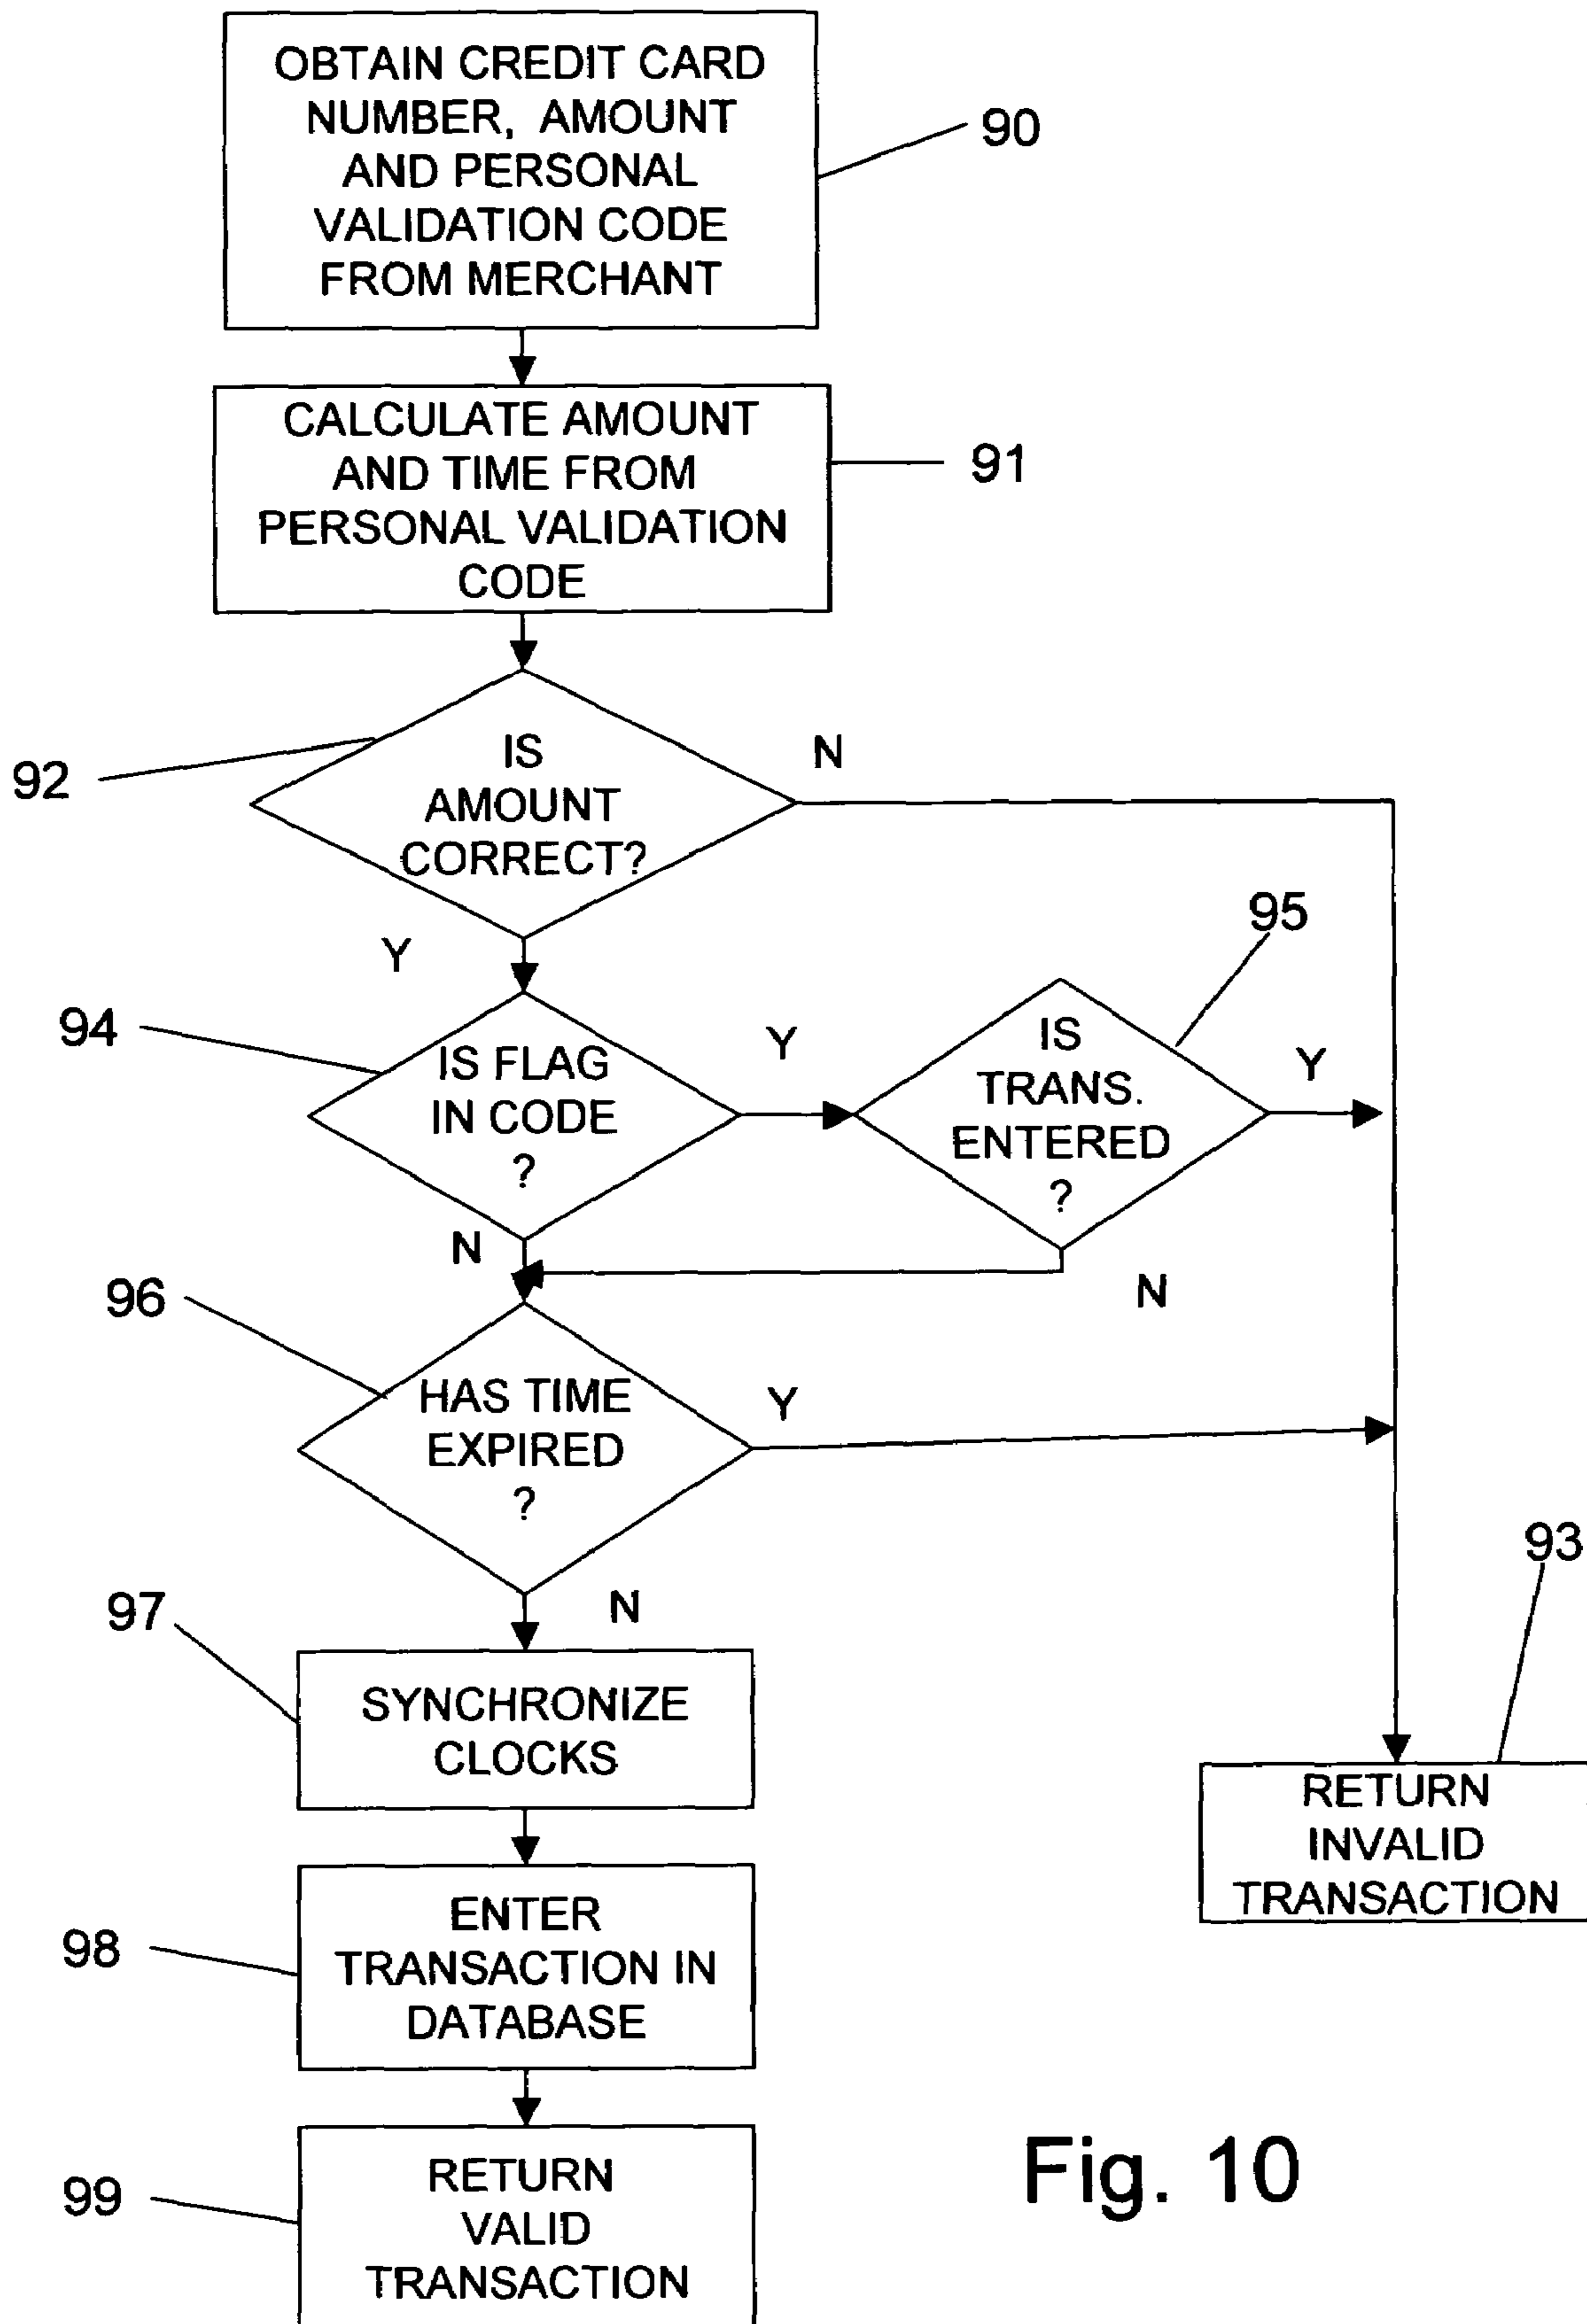 OBTAIN CREDIT CARD
NUMBER, AMOUNT
AND PERSONAL
VALIDATION CODE
FROM MERCHANT
90
CALCULATE AMOUNT
AND TIME FROM
PERSONAL VALIDATION
CODE
91
92
IS
AMOUNT
CORRECT?
N
Y
94
IS FLAG
IN CODE
?
Y
N
95
IS
TRANS.
ENTERED
?
Y
N
96
HAS TIME
EXPIRED
?
Y
N
97
SYNCHRONIZE
CLOCKS
93
RETURN
INVALID
TRANSACTION
98
ENTER
TRANSACTION IN
DATABASE
99
RETURN
VALID
TRANSACTION
Fig. 10